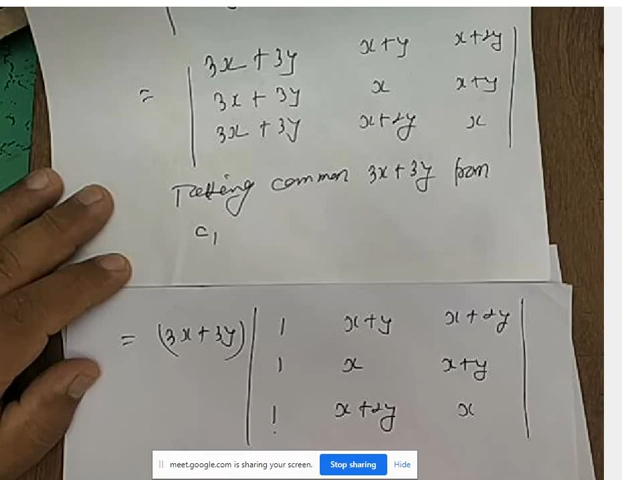 3x + 3y x+y x+2y
= 3x + 3y x x+y
3x + 3y x+2y x
Taking common 3x+3y from
C1
= (3x+3y) 1 x+y x+2y
1 x x+y
1 x+2y x
meet.google.com is sharing your screen. Stop sharing Hide